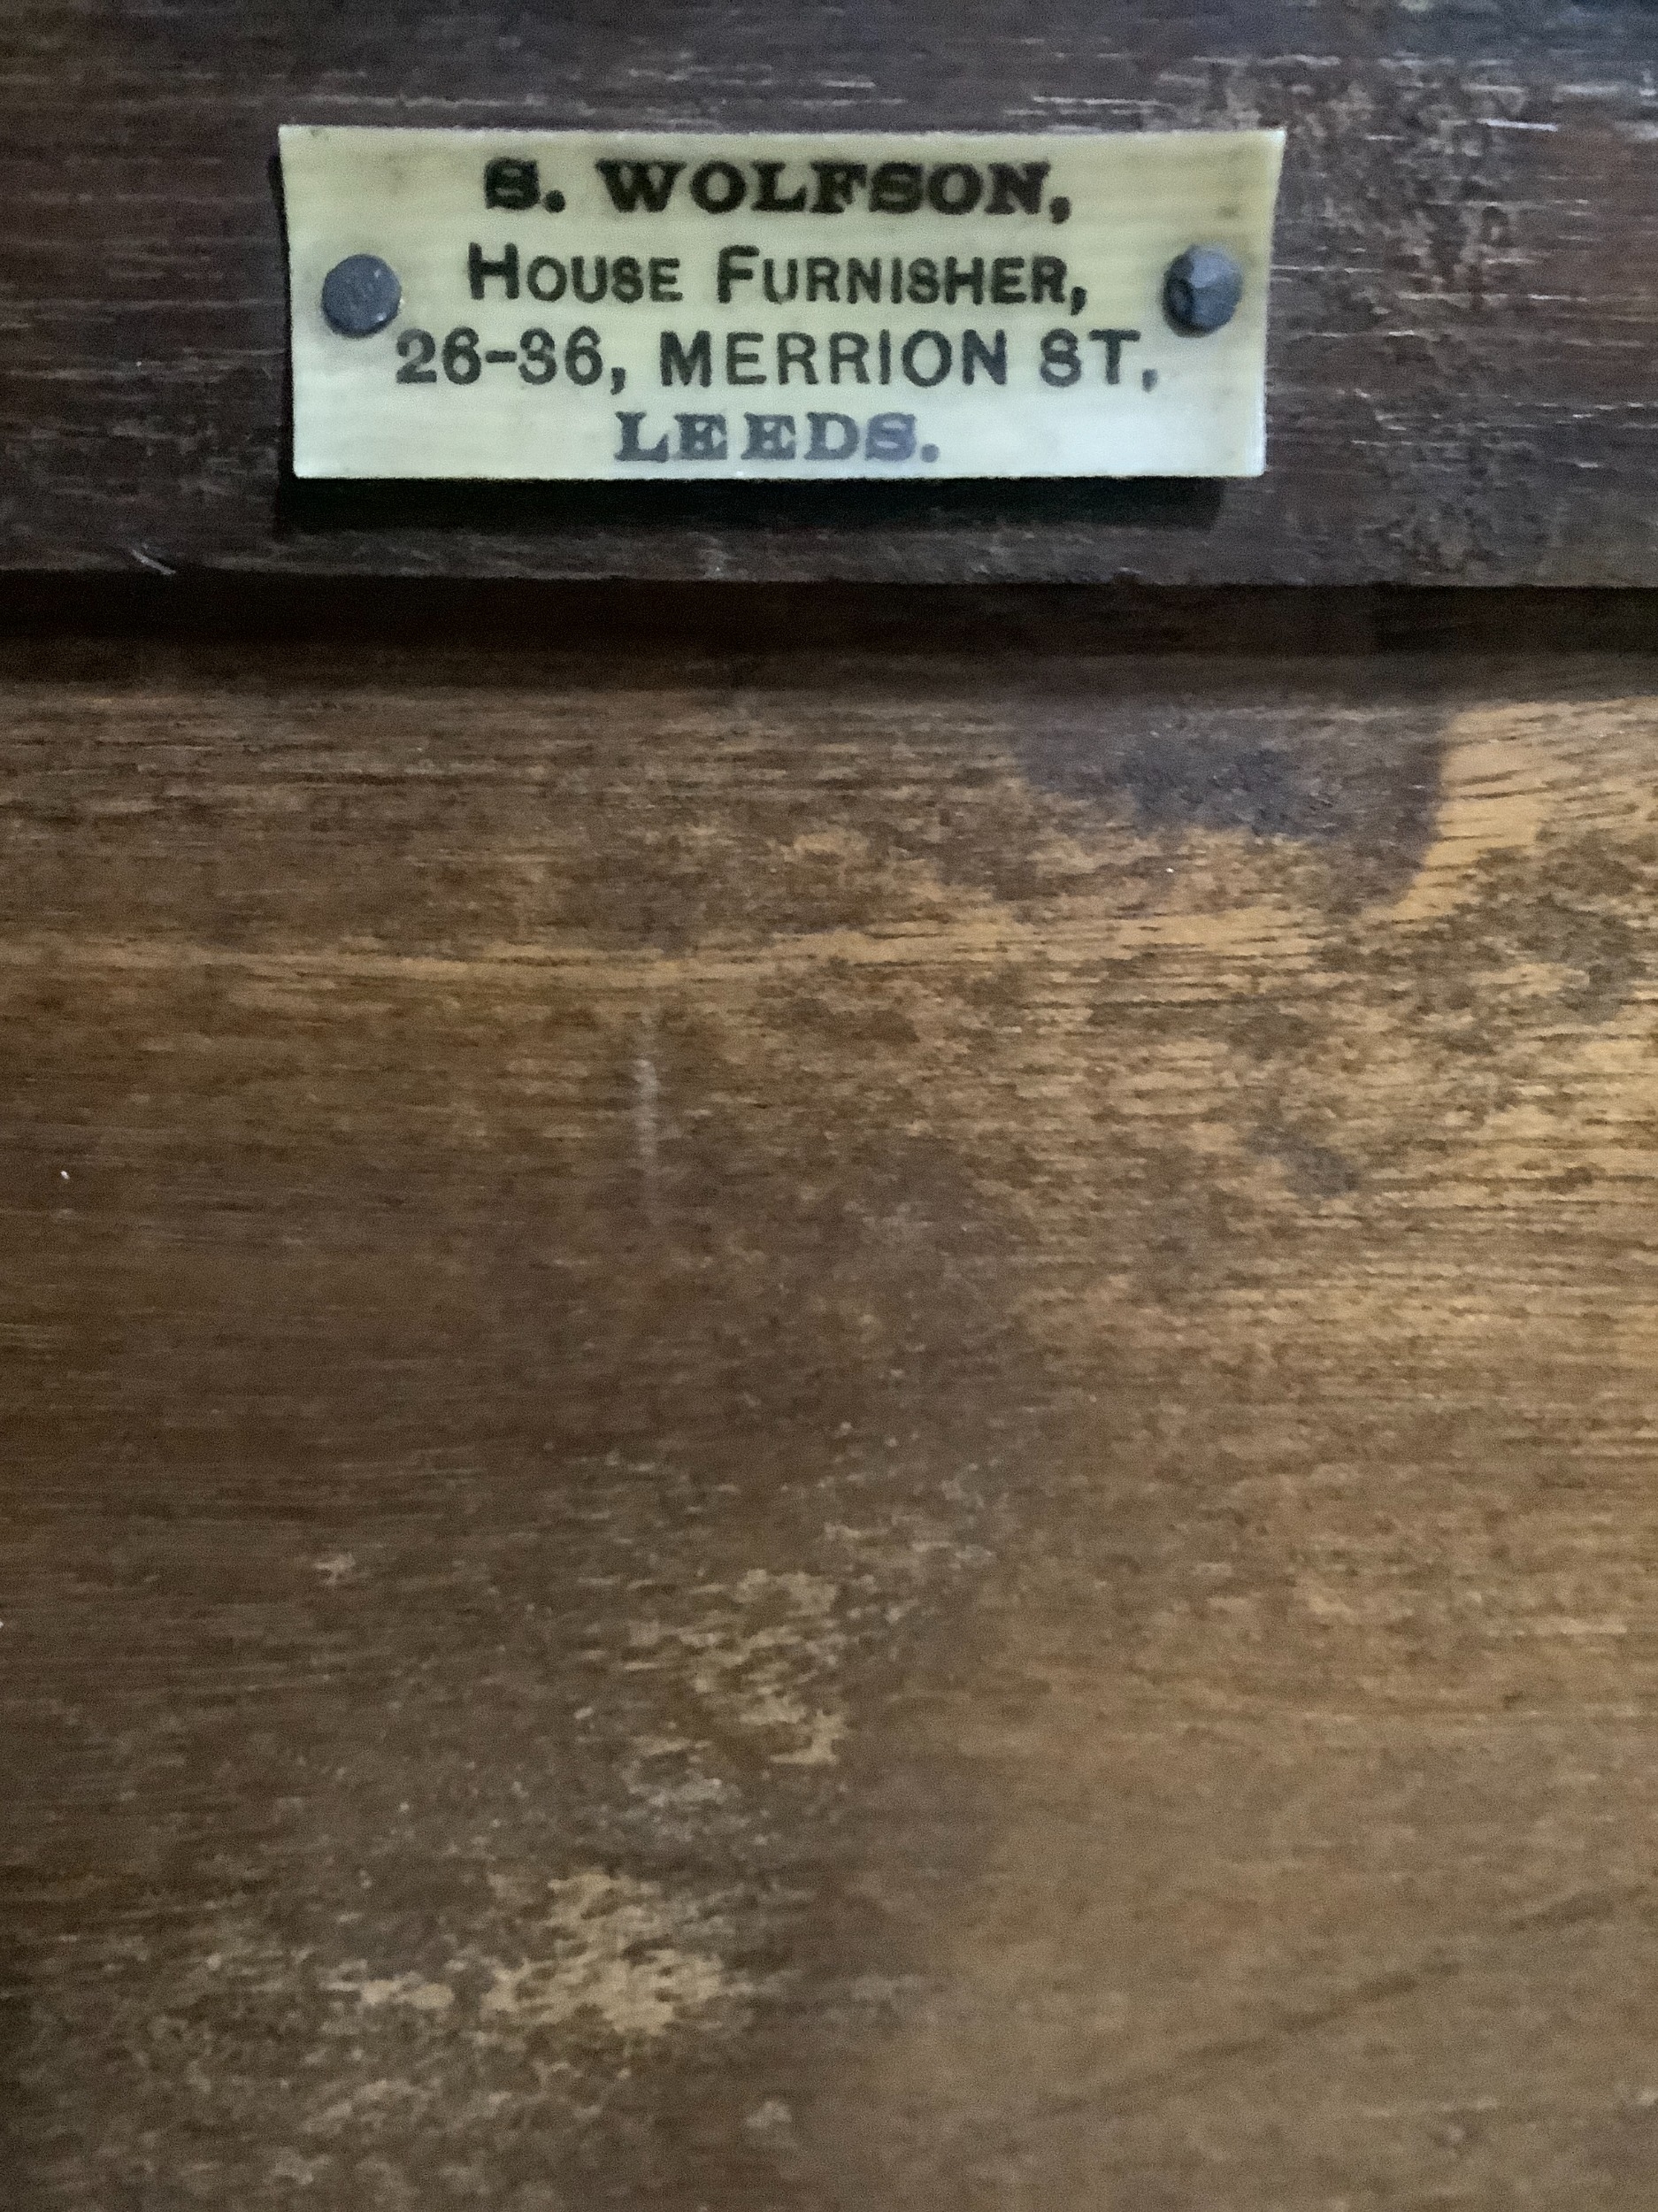 S. WOLFSON,
HOUSE FURNISHER,
26-36, MERRION ST,
LEEDS.